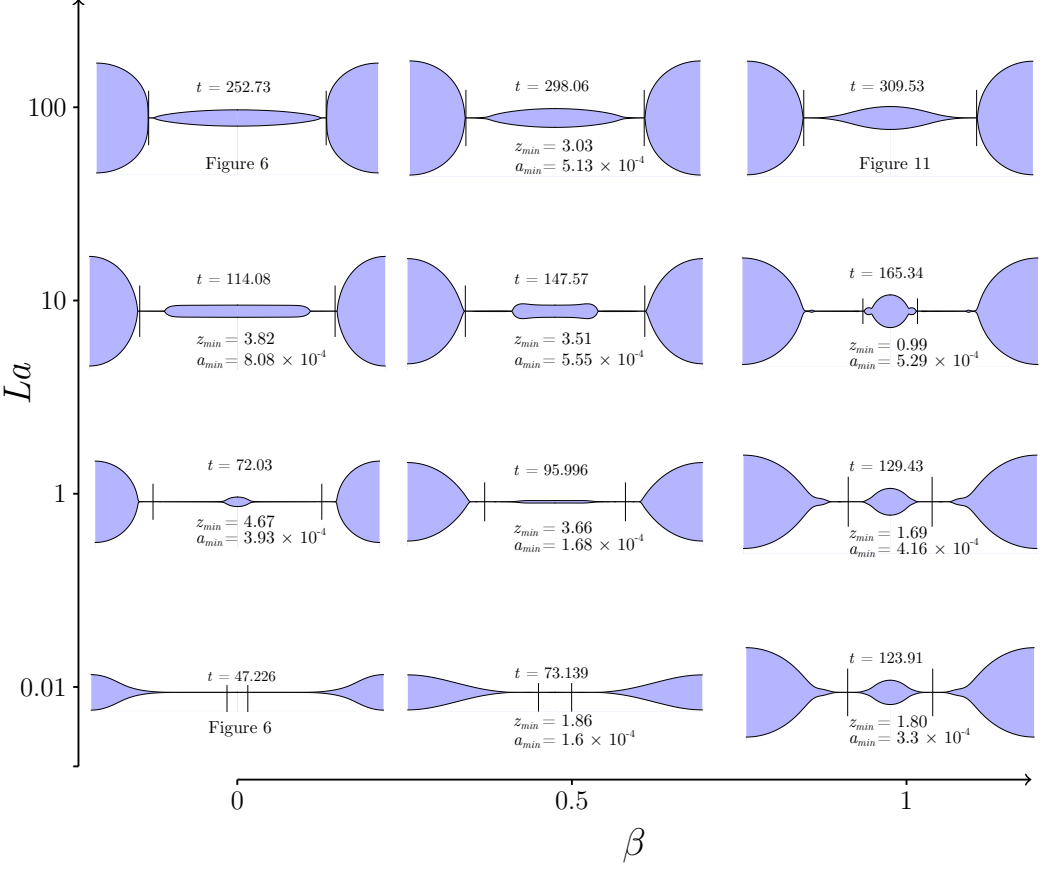 t = 252.73
t = 298.06
t = 309.53
100
z_min = 3.03
Figure 6
a_min = 5.13 × 10^-4
Figure 11
t = 114.08
t = 147.57
t = 165.34
10
z_min = 3.82
a_min = 8.08 × 10^-4
z_min = 3.51
a_min = 5.55 × 10^-4
z_min = 0.99
a_min = 5.29 × 10^-4
La
t = 72.03
t = 95.996
t = 129.43
1
z_min = 4.67
a_min = 3.93 × 10^-4
z_min = 3.66
a_min = 1.68 × 10^-4
z_min = 1.69
a_min = 4.16 × 10^-4
t = 47.226
t = 73.139
t = 123.91
0.01
Figure 6
z_min = 1.86
a_min = 1.6 × 10^-4
z_min = 1.80
a_min = 3.3 × 10^-4
0
0.5
1
β